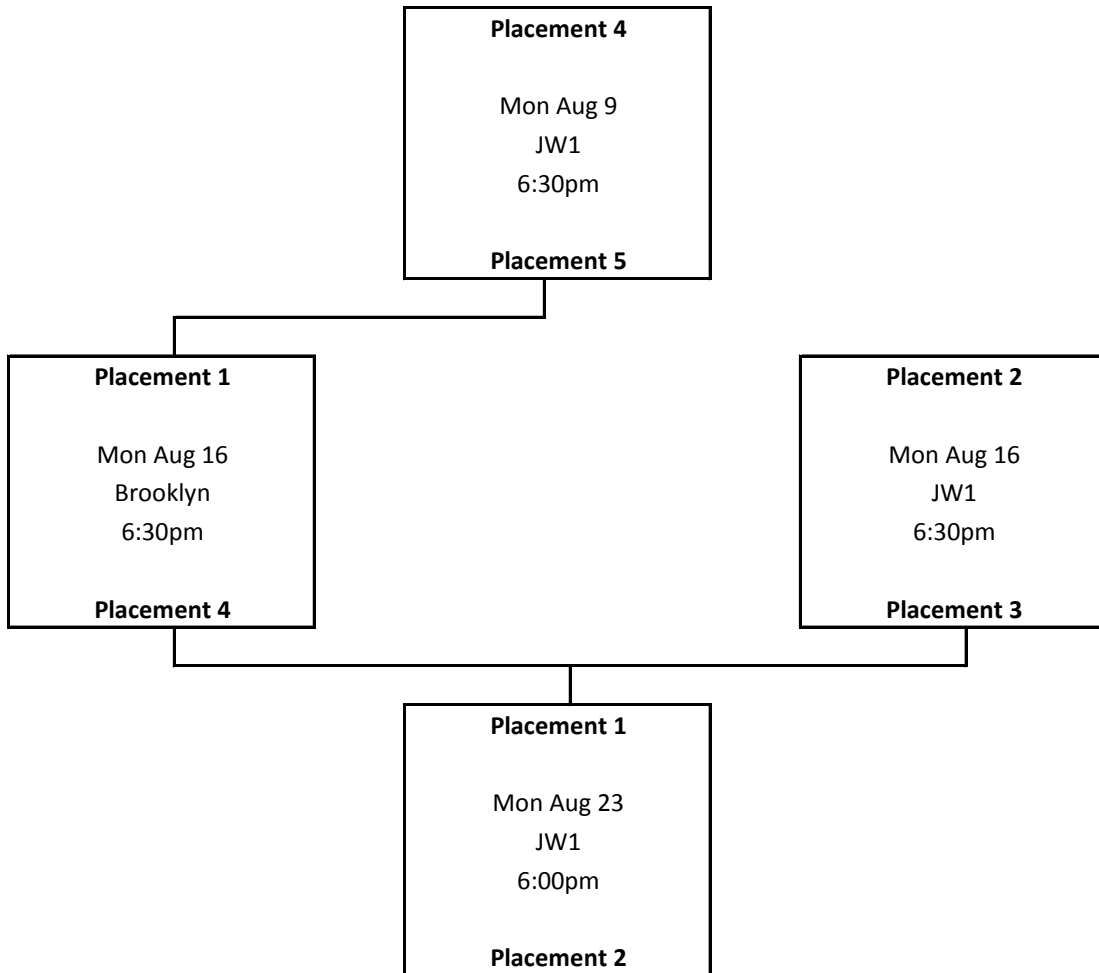 Placement 4
Mon Aug 9
JW1
6:30pm
Placement 5
Placement 1
Mon Aug 16
Brooklyn
6:30pm
Placement 4
Placement 2
Mon Aug 16
JW1
6:30pm
Placement 3
Placement 1
Mon Aug 23
JW1
6:00pm
Placement 2